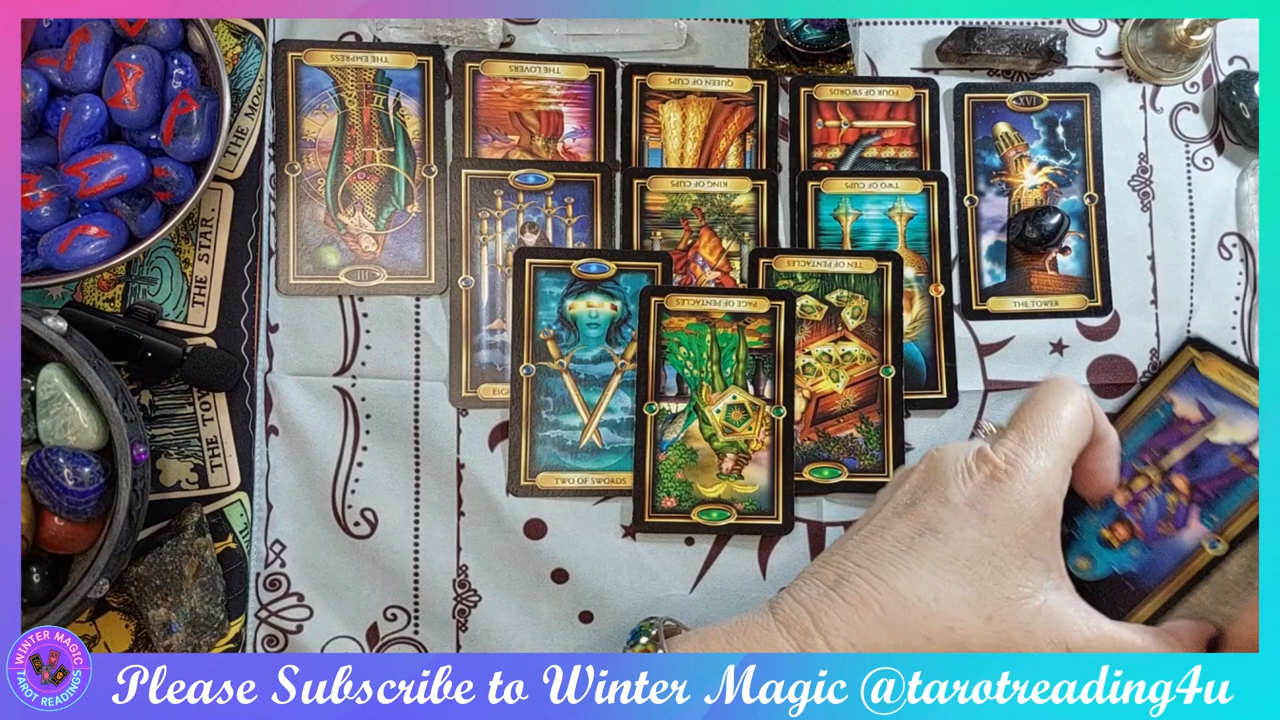 THE EMPRESS
III
THE LOVERS
QUEEN OF CUPS
FOUR OF SWORDS
XVI
THE TOWER
KING OF CUPS
TWO OF CUPS
TWO OF SWORDS
PAGE OF PENTACLES
TEN OF PENTACLES
THE MOON
THE STAR.
THE TOW
WINTER MAGIC
TAROT READINGS
Please Subscribe to Winter Magic @tarotreading4u